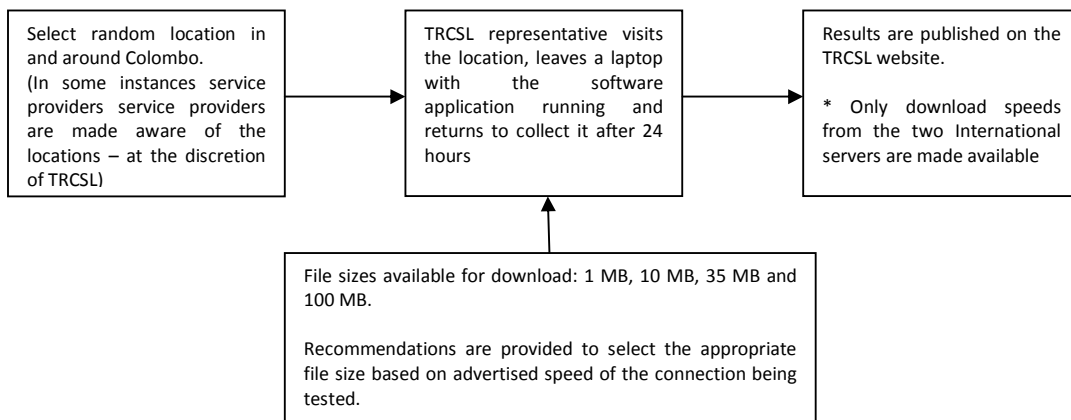 Select random location in
and around Colombo.
(In some instances service
providers service providers
are made aware of the
locations – at the discretion
of TRCSL)
TRCSL representative visits
the location, leaves a laptop
with the software
application running and
returns to collect it after 24
hours
Results are published on the
TRCSL website.
* Only download speeds
from the two International
servers are made available
File sizes available for download: 1 MB, 10 MB, 35 MB and
100 MB.
Recommendations are provided to select the appropriate
file size based on advertised speed of the connection being
tested.